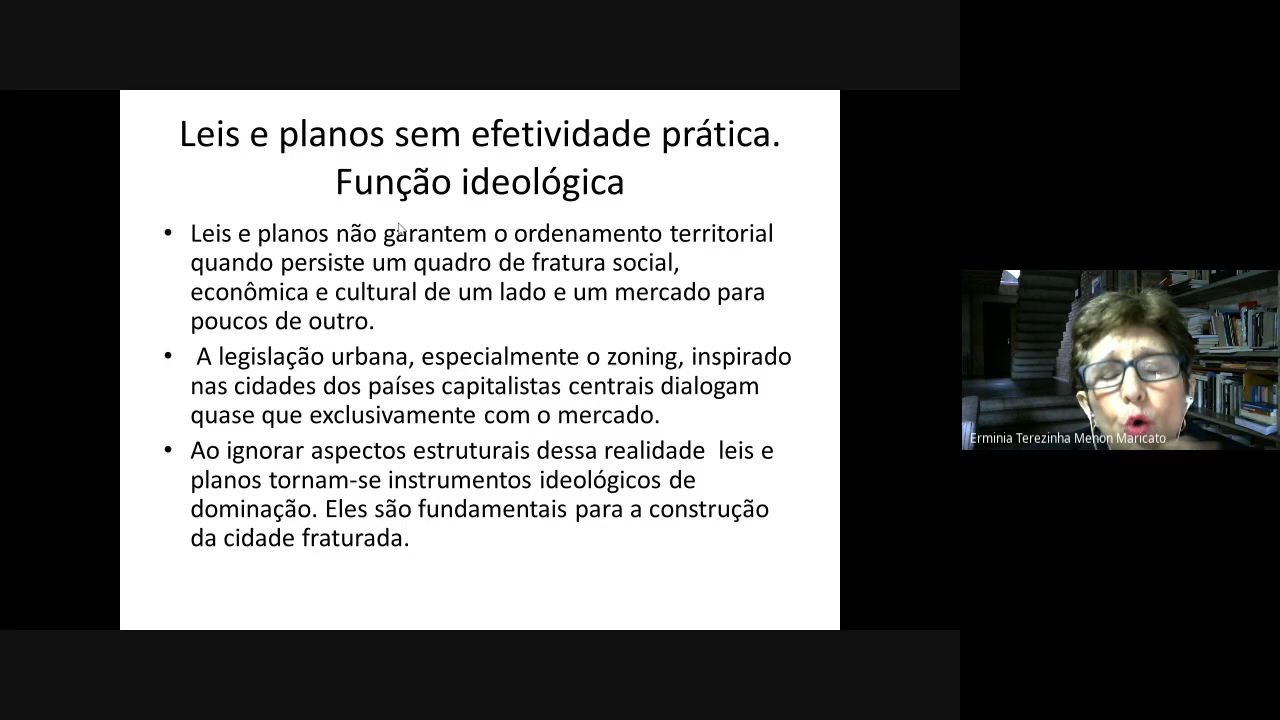 Leis e planos sem efetividade prática.
Função ideológica
• Leis e planos não garantem o ordenamento territorial
quando persiste um quadro de fratura social,
econômica e cultural de um lado e um mercado para
poucos de outro.
• A legislação urbana, especialmente o zoning, inspirado
nas cidades dos países capitalistas centrais dialogam
quase que exclusivamente com o mercado.
• Ao ignorar aspectos estruturais dessa realidade leis e
planos tornam-se instrumentos ideológicos de
dominação. Eles são fundamentais para a construção
da cidade fraturada.
Erminia Terezinha Menon Maricato